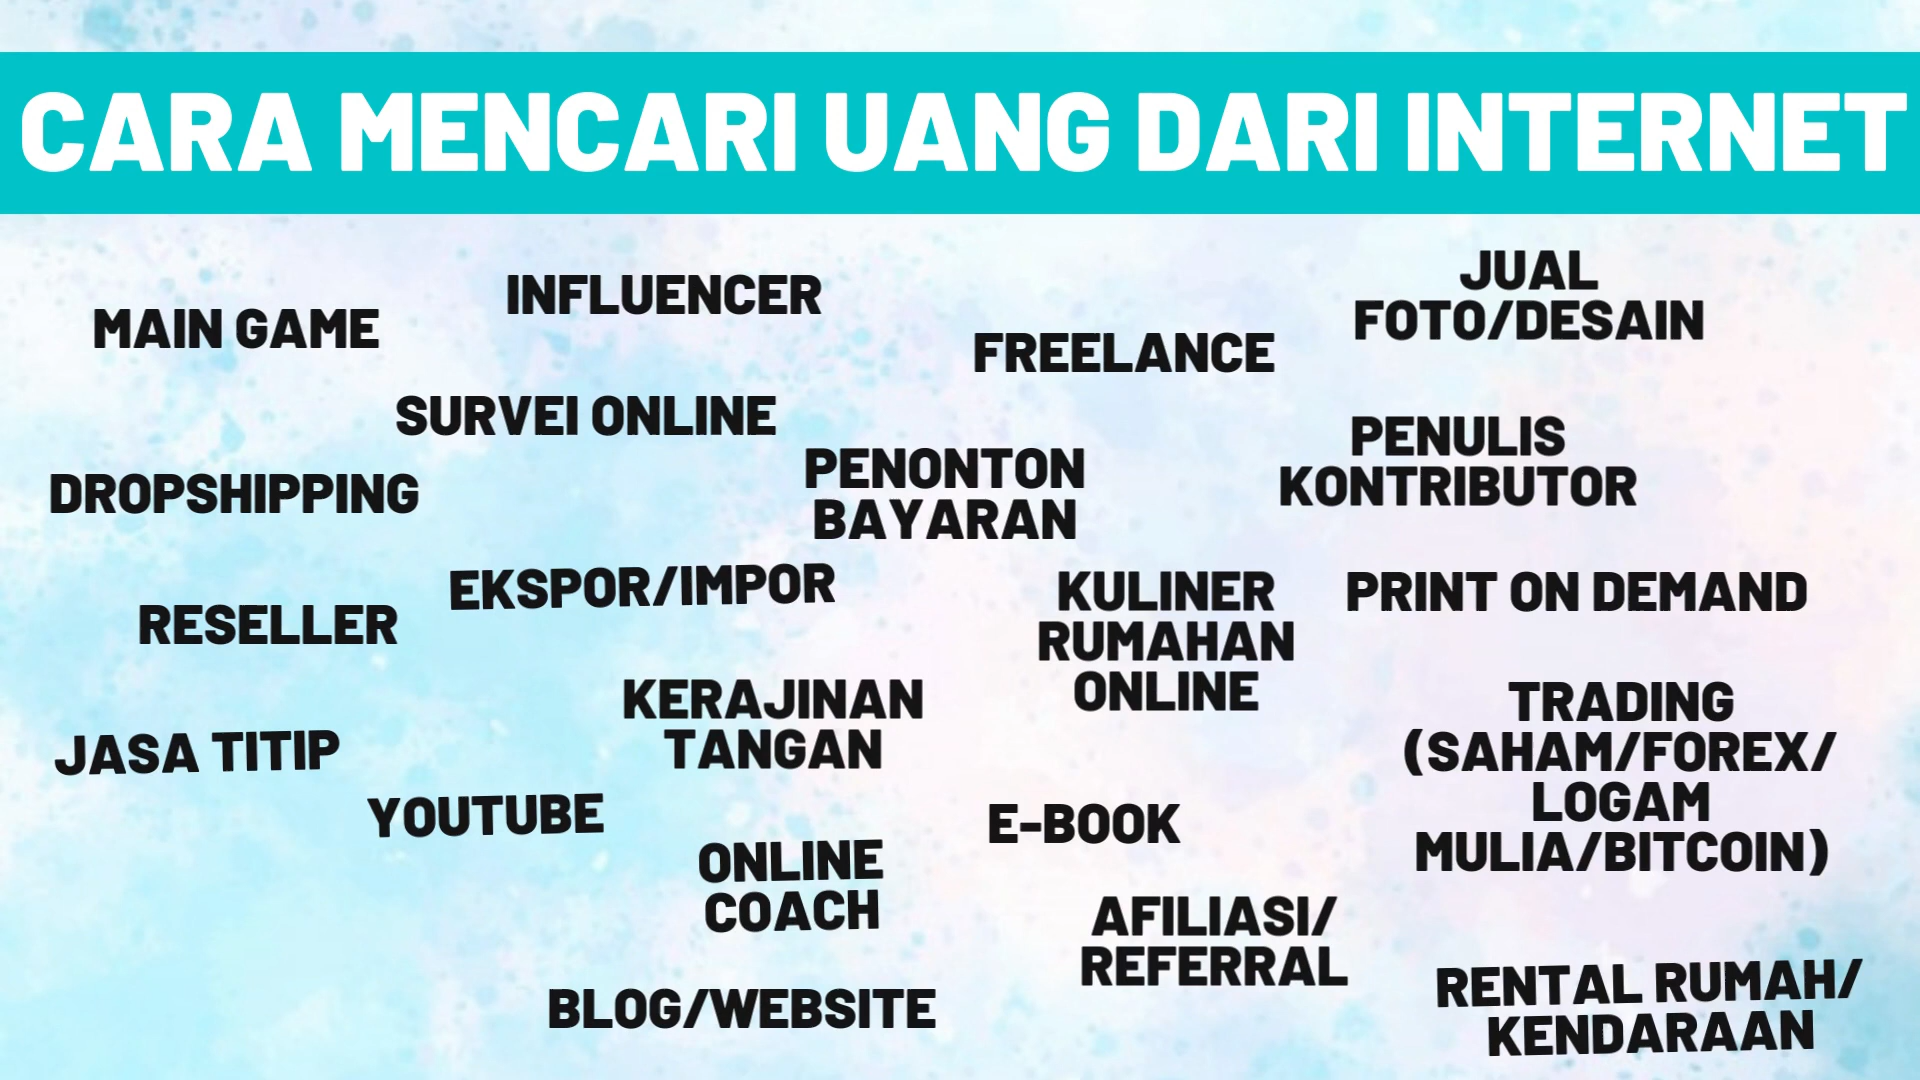 CARA MENCARI UANG DARI INTERNET
MAIN GAME
INFLUENCER
FREELANCE
JUAL
FOTO/DESAIN
SURVEI ONLINE
DROPSHIPPING
PENONTON
BAYARAN
PENULIS
KONTRIBUTOR
RESELLER
EKSPOR/IMPOR
KULINER
RUMAHAN
ONLINE
PRINT ON DEMAND
JASA TITIP
KERAJINAN
TANGAN
TRADING
(SAHAM/FOREX/
LOGAM
MULIA/BITCOIN)
YOUTUBE
ONLINE
COACH
E-BOOK
AFILIASI/
REFERRAL
BLOG/WEBSITE
RENTAL RUMAH/
KENDARAAN